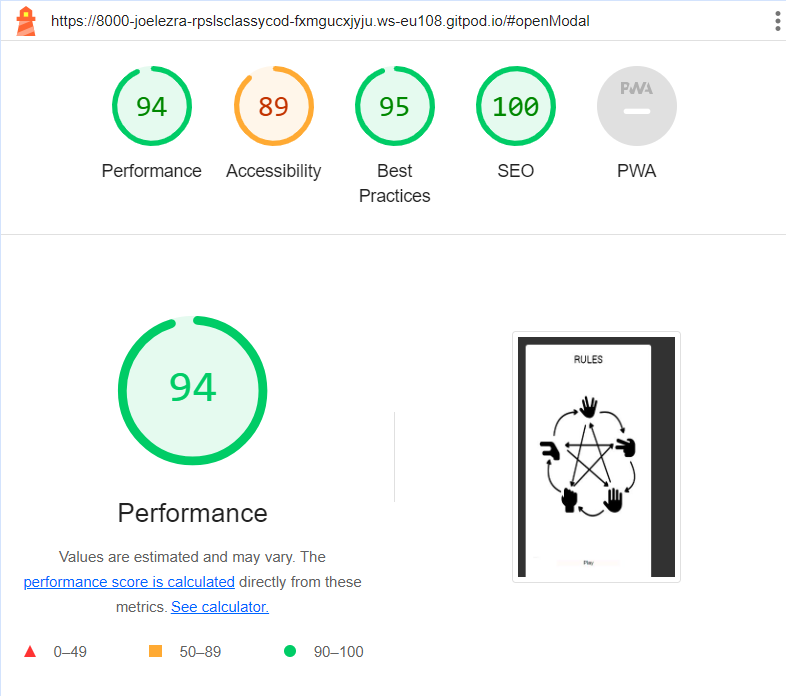 https://8000-joelezra-rpslsclassycod-fxmgucxjyju.ws-eu108.gitpod.io/#openModal
94
89
95
100
PWA
Performance
Accessibility
Best
Practices
SEO
PWA
94
Performance
Values are estimated and may vary. The
performance score is calculated directly from these
metrics. See calculator.
0–49
50–89
90–100
RULES
Play